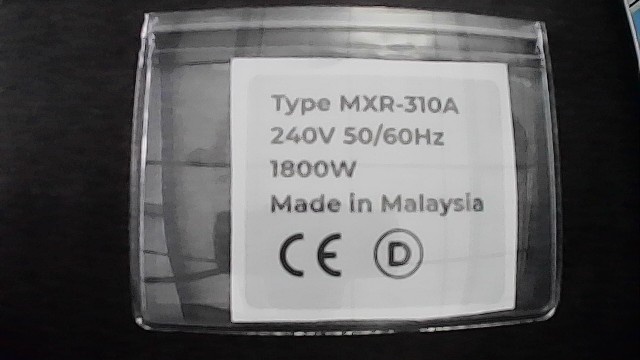 Type MXR-310A
240V 50/60Hz
1800W
Made in Malaysia
CE D